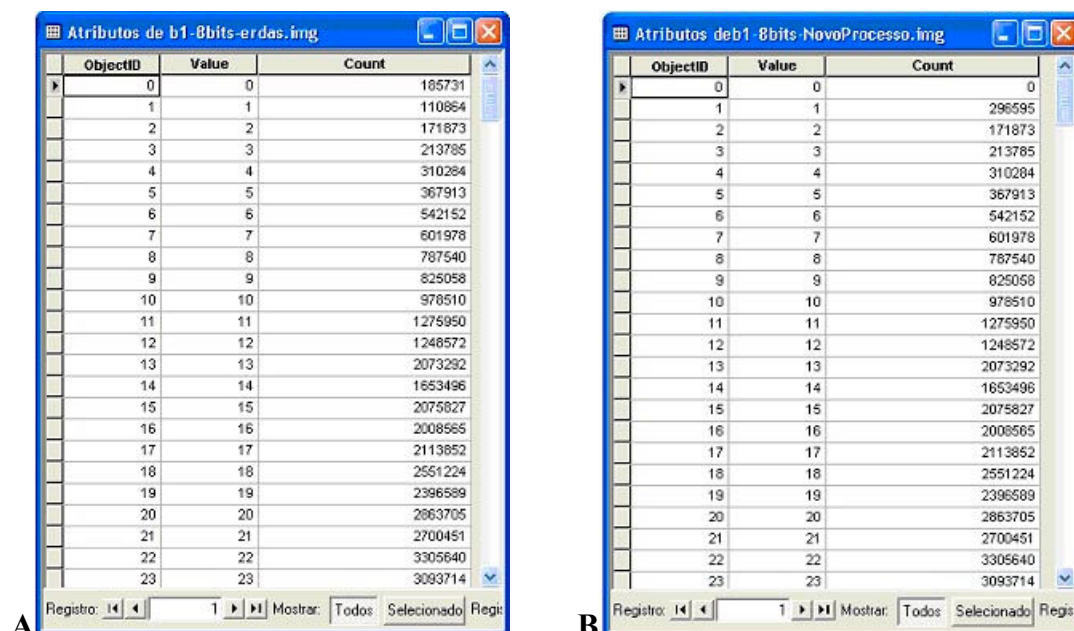 Atributos de b1-8bits-erdas.img
ObjectID Value Count
0 0 185731
1 1 110864
2 2 171873
3 3 213785
4 4 310284
5 5 367913
6 6 542152
7 7 601978
8 8 787540
9 9 825058
10 10 978510
11 11 1275950
12 12 1248572
13 13 2073292
14 14 1653496
15 15 2075827
16 16 2008565
17 17 2113852
18 18 2551224
19 19 2396589
20 20 2863705
21 21 2700451
22 22 3305640
23 23 3093714
Registro: 1 Mostrar: Todos Selecionado Regis
A
Atributos deb1-8bits-NovoProcesso.img
ObjectID Value Count
0 0 0
1 1 296595
2 2 171873
3 3 213785
4 4 310284
5 5 367913
6 6 542152
7 7 601978
8 8 787540
9 9 825058
10 10 978510
11 11 1275950
12 12 1248572
13 13 2073292
14 14 1653496
15 15 2075827
16 16 2008565
17 17 2113852
18 18 2551224
19 19 2396589
20 20 2863705
21 21 2700451
22 22 3305640
23 23 3093714
Registro: 1 Mostrar: Todos Selecionado Regis
B